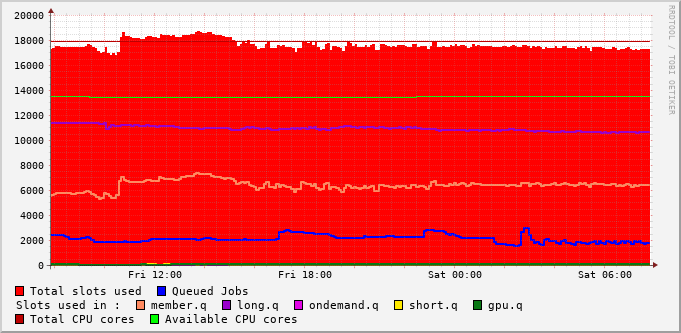 20000
18000
16000
14000
12000
10000
8000
6000
4000
2000
0
Fri 12:00 Fri 18:00 Sat 00:00 Sat 06:00
RRDTOOL / TOBI OETIKER
Total slots used Queued Jobs
Slots used in : member.q long.q ondemand.q short.q gpu.q
Total CPU cores Available CPU cores